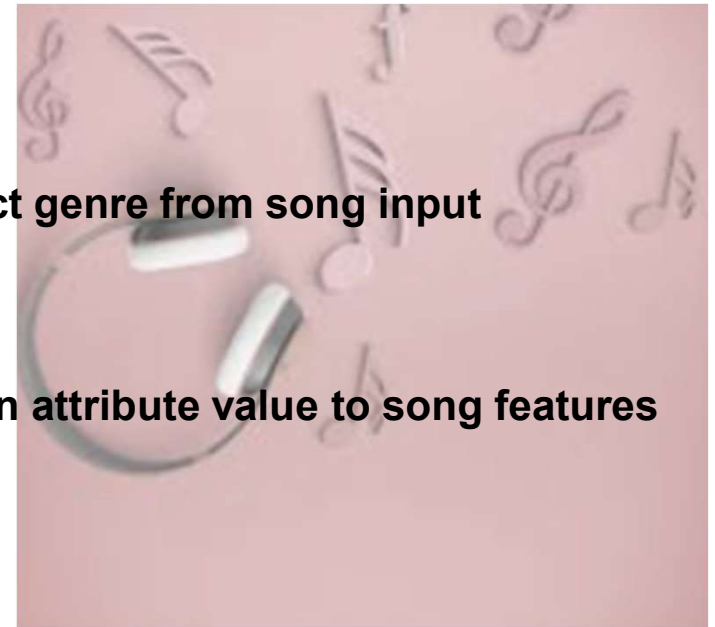 ct genre from song input
n attribute value to song features